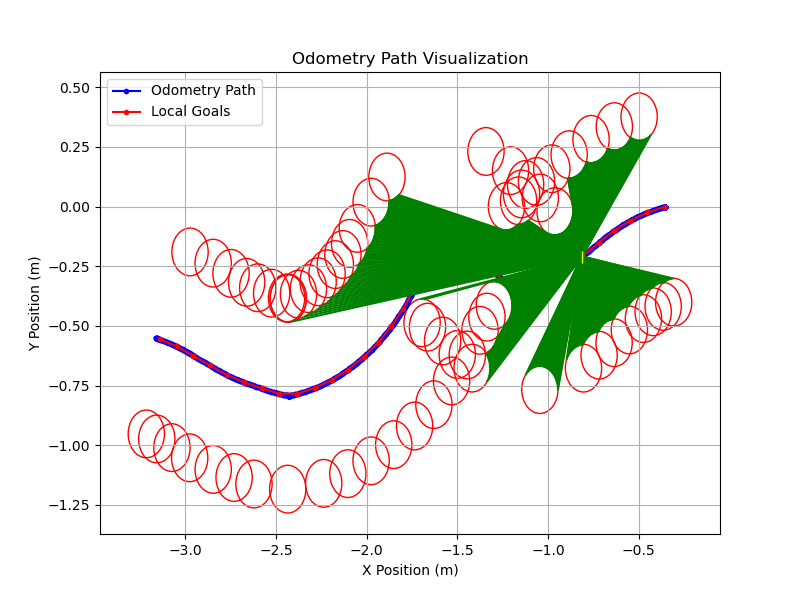 Odometry Path Visualization
Odometry Path
Local Goals
0.50
0.25
0.00
−0.25
−0.50
−0.75
−1.00
−1.25
Y Position (m)
−3.0 −2.5 −2.0 −1.5 −1.0 −0.5
X Position (m)